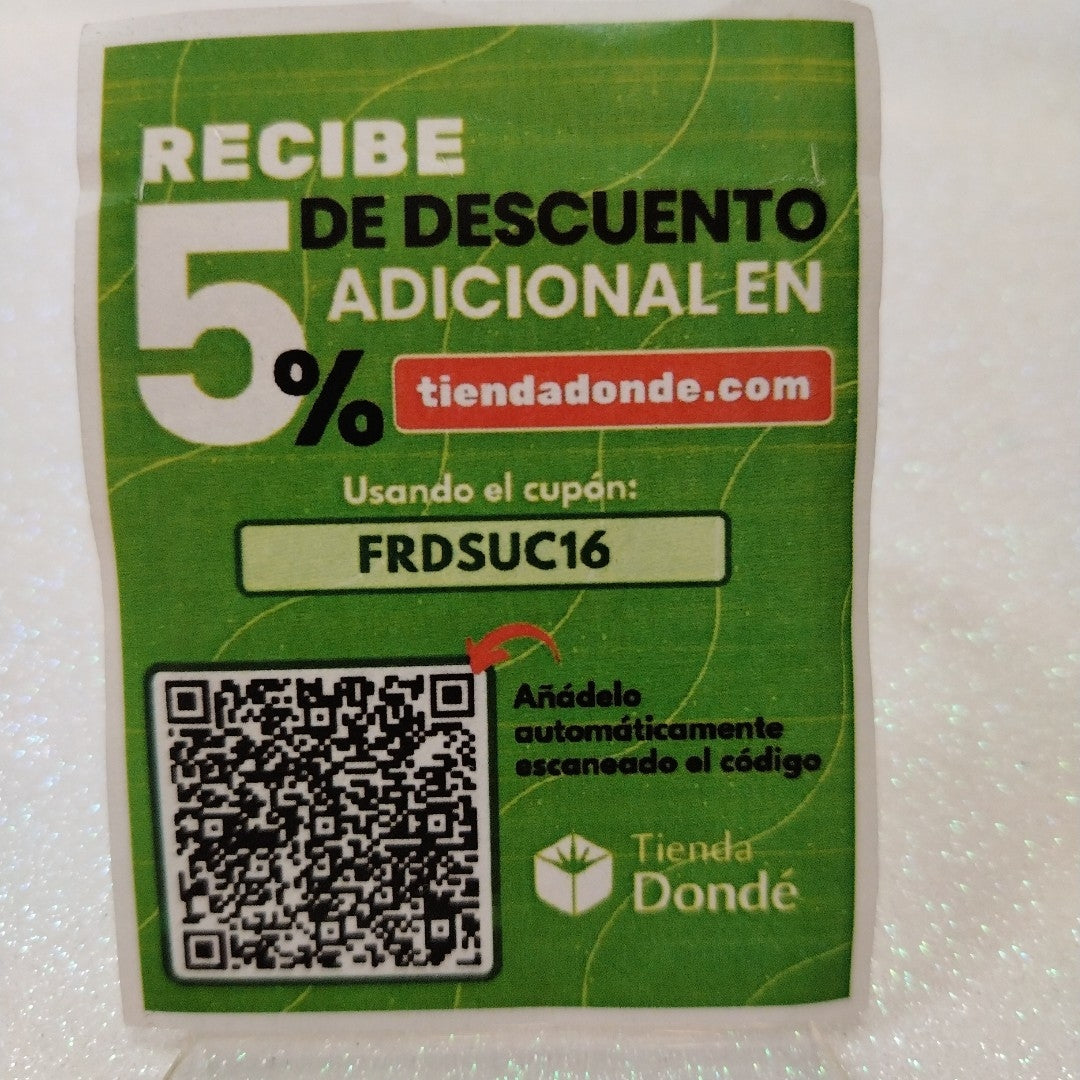 RECIBE
5% DE DESCUENTO
ADICIONAL EN
tiendadonde.com
Usando el cupón:
FRDSUC16
Añádelo
automáticamente
escaneado el código
Tienda
Dondé